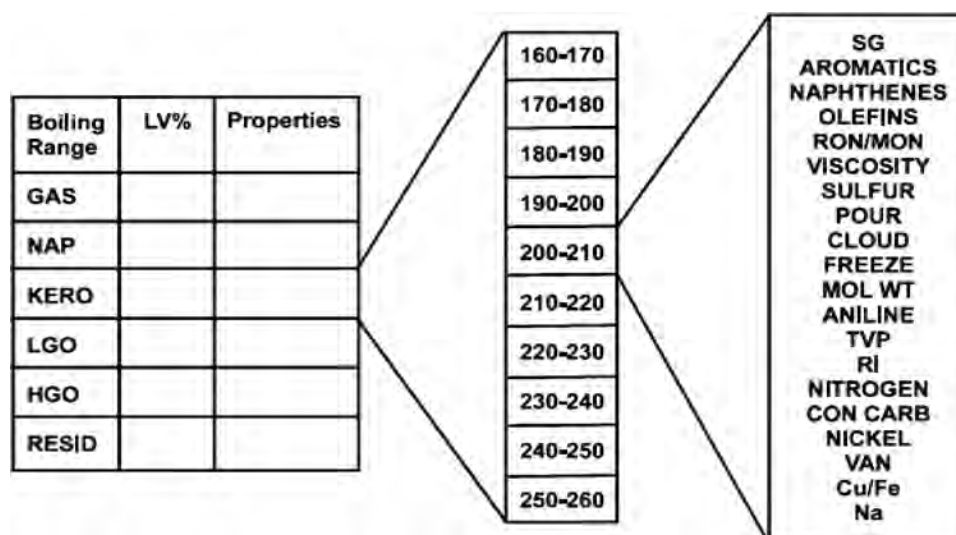 Boiling Range LV% Properties
GAS
NAP
KERO
LGO
HGO
RESID
160-170
170-180
180-190
190-200
200-210
210-220
220-230
230-240
240-250
250-260
SG
AROMATICS
NAPHTHENES
OLEFINS
RON/MON
VISCOSITY
SULFUR
POUR
CLOUD
FREEZE
MOL WT
ANILINE
TVP
RI
NITROGEN
CON CARB
NICKEL
VAN
Cu/Fe
Na